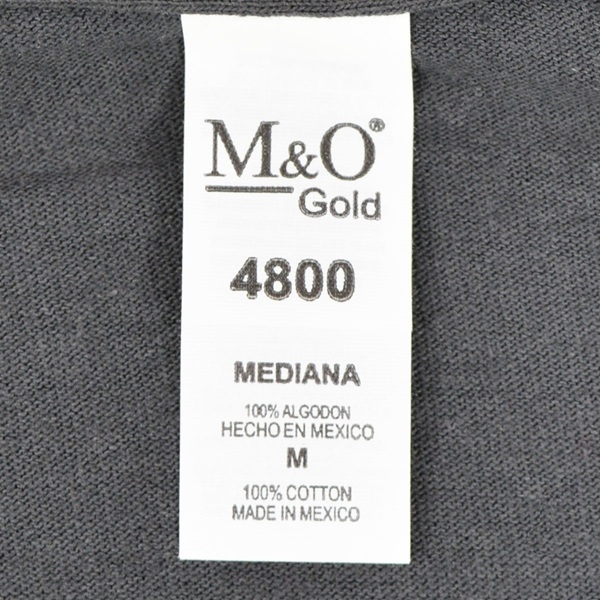 M&O®
Gold
4800
MEDIANA
100% ALGODON
HECHO EN MEXICO
M
100% COTTON
MADE IN MEXICO